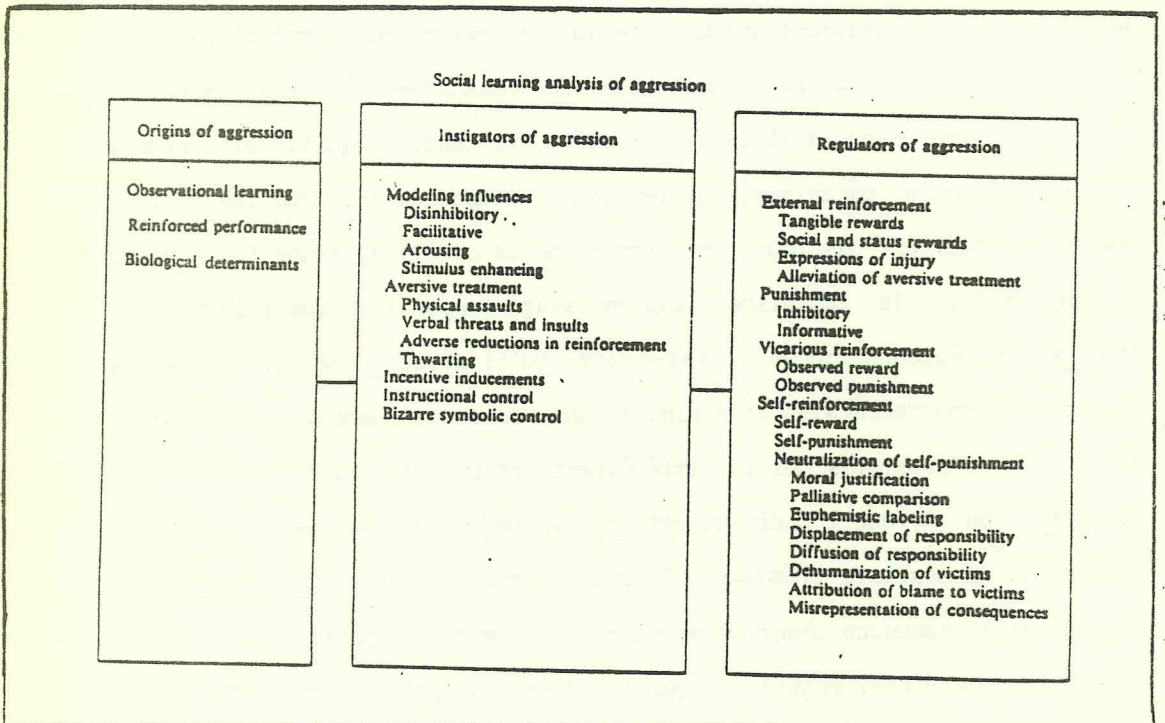 Social learning analysis of aggression
Origins of aggression
Observational learning
Reinforced performance
Biological determinants
Instigators of aggression
Modeling influences
Disinhibitory
Facilitative
Arousing
Stimulus enhancing
Aversive treatment
Physical assaults
Verbal threats and insults
Adverse reductions in reinforcement
Thwarting
Incentive inducements
Instructional control
Bizarre symbolic control
Regulators of aggression
External reinforcement
Tangible rewards
Social and status rewards
Expressions of injury
Alleviation of aversive treatment
Punishment
Inhibitory
Informative
Vicarious reinforcement
Observed reward
Observed punishment
Self-reinforcement
Self-reward
Self-punishment
Neutralization of self-punishment
Moral justification
Palliative comparison
Euphemistic labeling
Displacement of responsibility
Diffusion of responsibility
Dehumanization of victims
Attribution of blame to victims
Misrepresentation of consequences